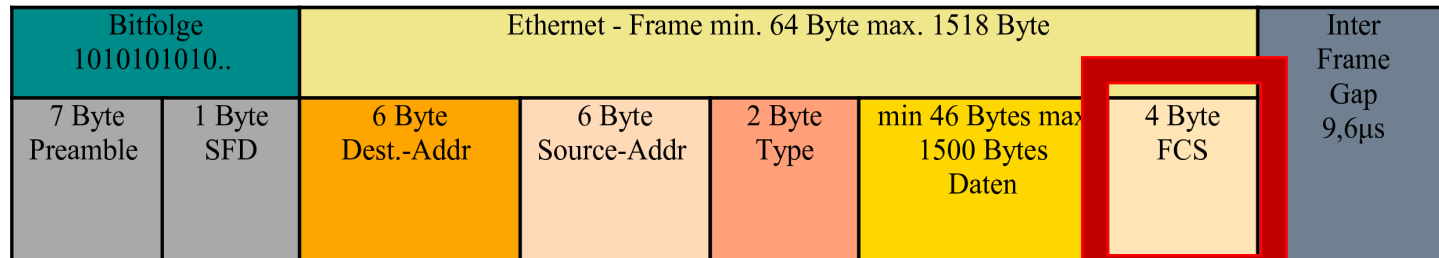 Bitfolge
1010101010..
Ethernet - Frame min. 64 Byte max. 1518 Byte
Inter
Frame
Gap
9,6μs
7 Byte
Preamble
1 Byte
SFD
6 Byte
Dest.-Addr
6 Byte
Source-Addr
2 Byte
Type
min 46 Bytes max
1500 Bytes
Daten
4 Byte
FCS